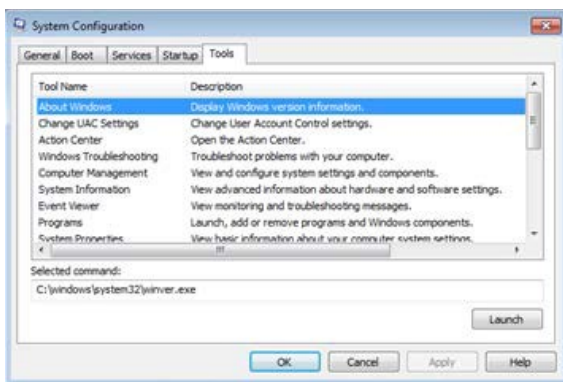 System Configuration
General Boot Services Startup Tools
Tool Name Description
About Windows Display Windows version information.
Change UAC Settings Change User Account Control settings.
Action Center Open the Action Center.
Windows Troubleshooting Troubleshoot problems with your computer.
Computer Management View and configure system settings and components.
System Information View advanced information about hardware and software settings.
Event Viewer View monitoring and troubleshooting messages.
Programs Launch, add or remove programs and Windows components.
System Properties View basic information about your computer system settings.
Selected command:
C:\windows\system32\winver.exe
Launch
OK Cancel Apply Help